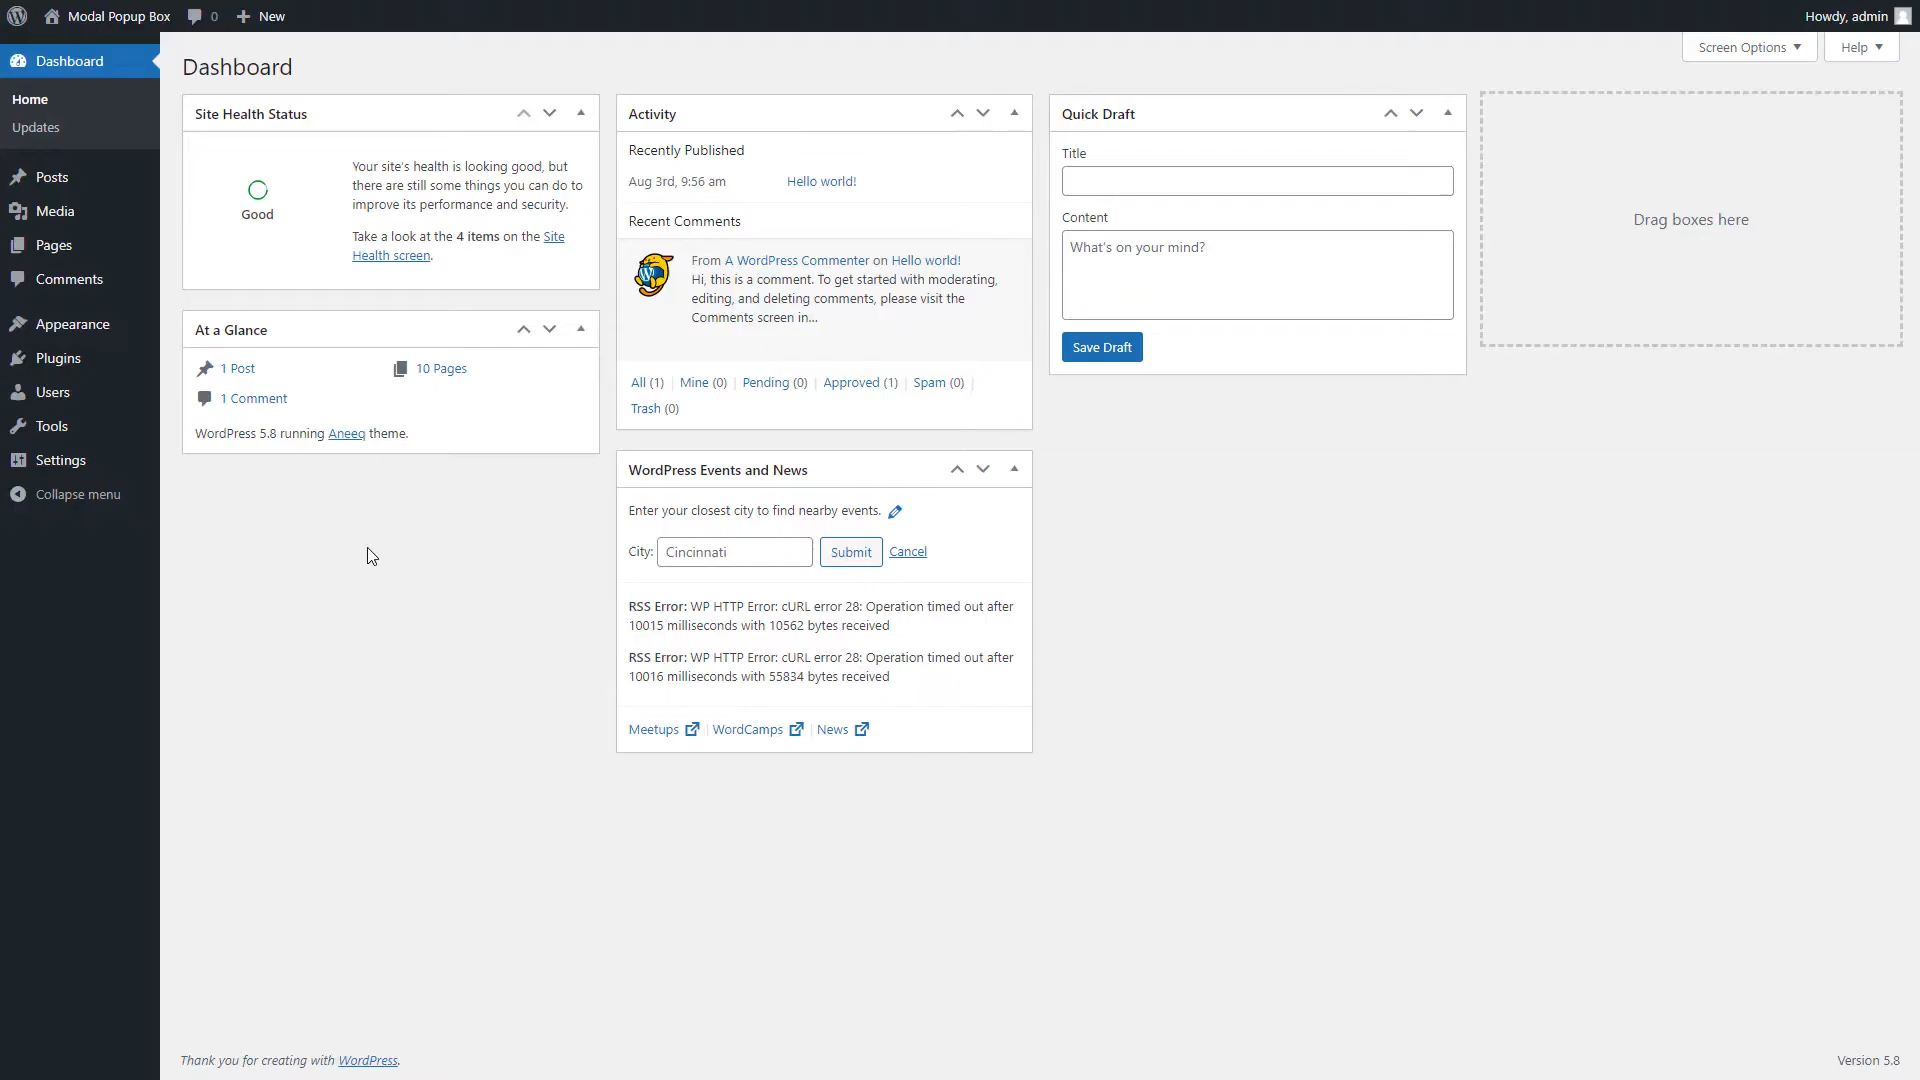 Modal Popup Box
0
New
Howdy, admin
Dashboard
Home
Updates
Posts
Media
Pages
Comments
Appearance
Plugins
Users
Tools
Settings
Collapse menu
Screen Options
Help
Dashboard
Site Health Status
Good
Your site's health is looking good, but
there are still some things you can do to
improve its performance and security.
Take a look at the 4 items on the Site
Health screen.
At a Glance
1 Post
10 Pages
1 Comment
WordPress 5.8 running Aneeq theme.
Activity
Recently Published
Aug 3rd, 9:56 am
Hello world!
Recent Comments
From A WordPress Commenter on Hello world!
Hi, this is a comment. To get started with moderating,
editing, and deleting comments, please visit the
Comments screen in...
All (1) | Mine (0) | Pending (0) | Approved (1) | Spam (0) |
Trash (0)
WordPress Events and News
Enter your closest city to find nearby events.
City: Cincinnati Submit Cancel
RSS Error: WP HTTP Error: cURL error 28: Operation timed out after
10015 milliseconds with 10562 bytes received
RSS Error: WP HTTP Error: cURL error 28: Operation timed out after
10016 milliseconds with 55834 bytes received
Meetups | WordCamps | News
Quick Draft
Title
Content
What's on your mind?
Save Draft
Drag boxes here
Thank you for creating with WordPress.
Version 5.8